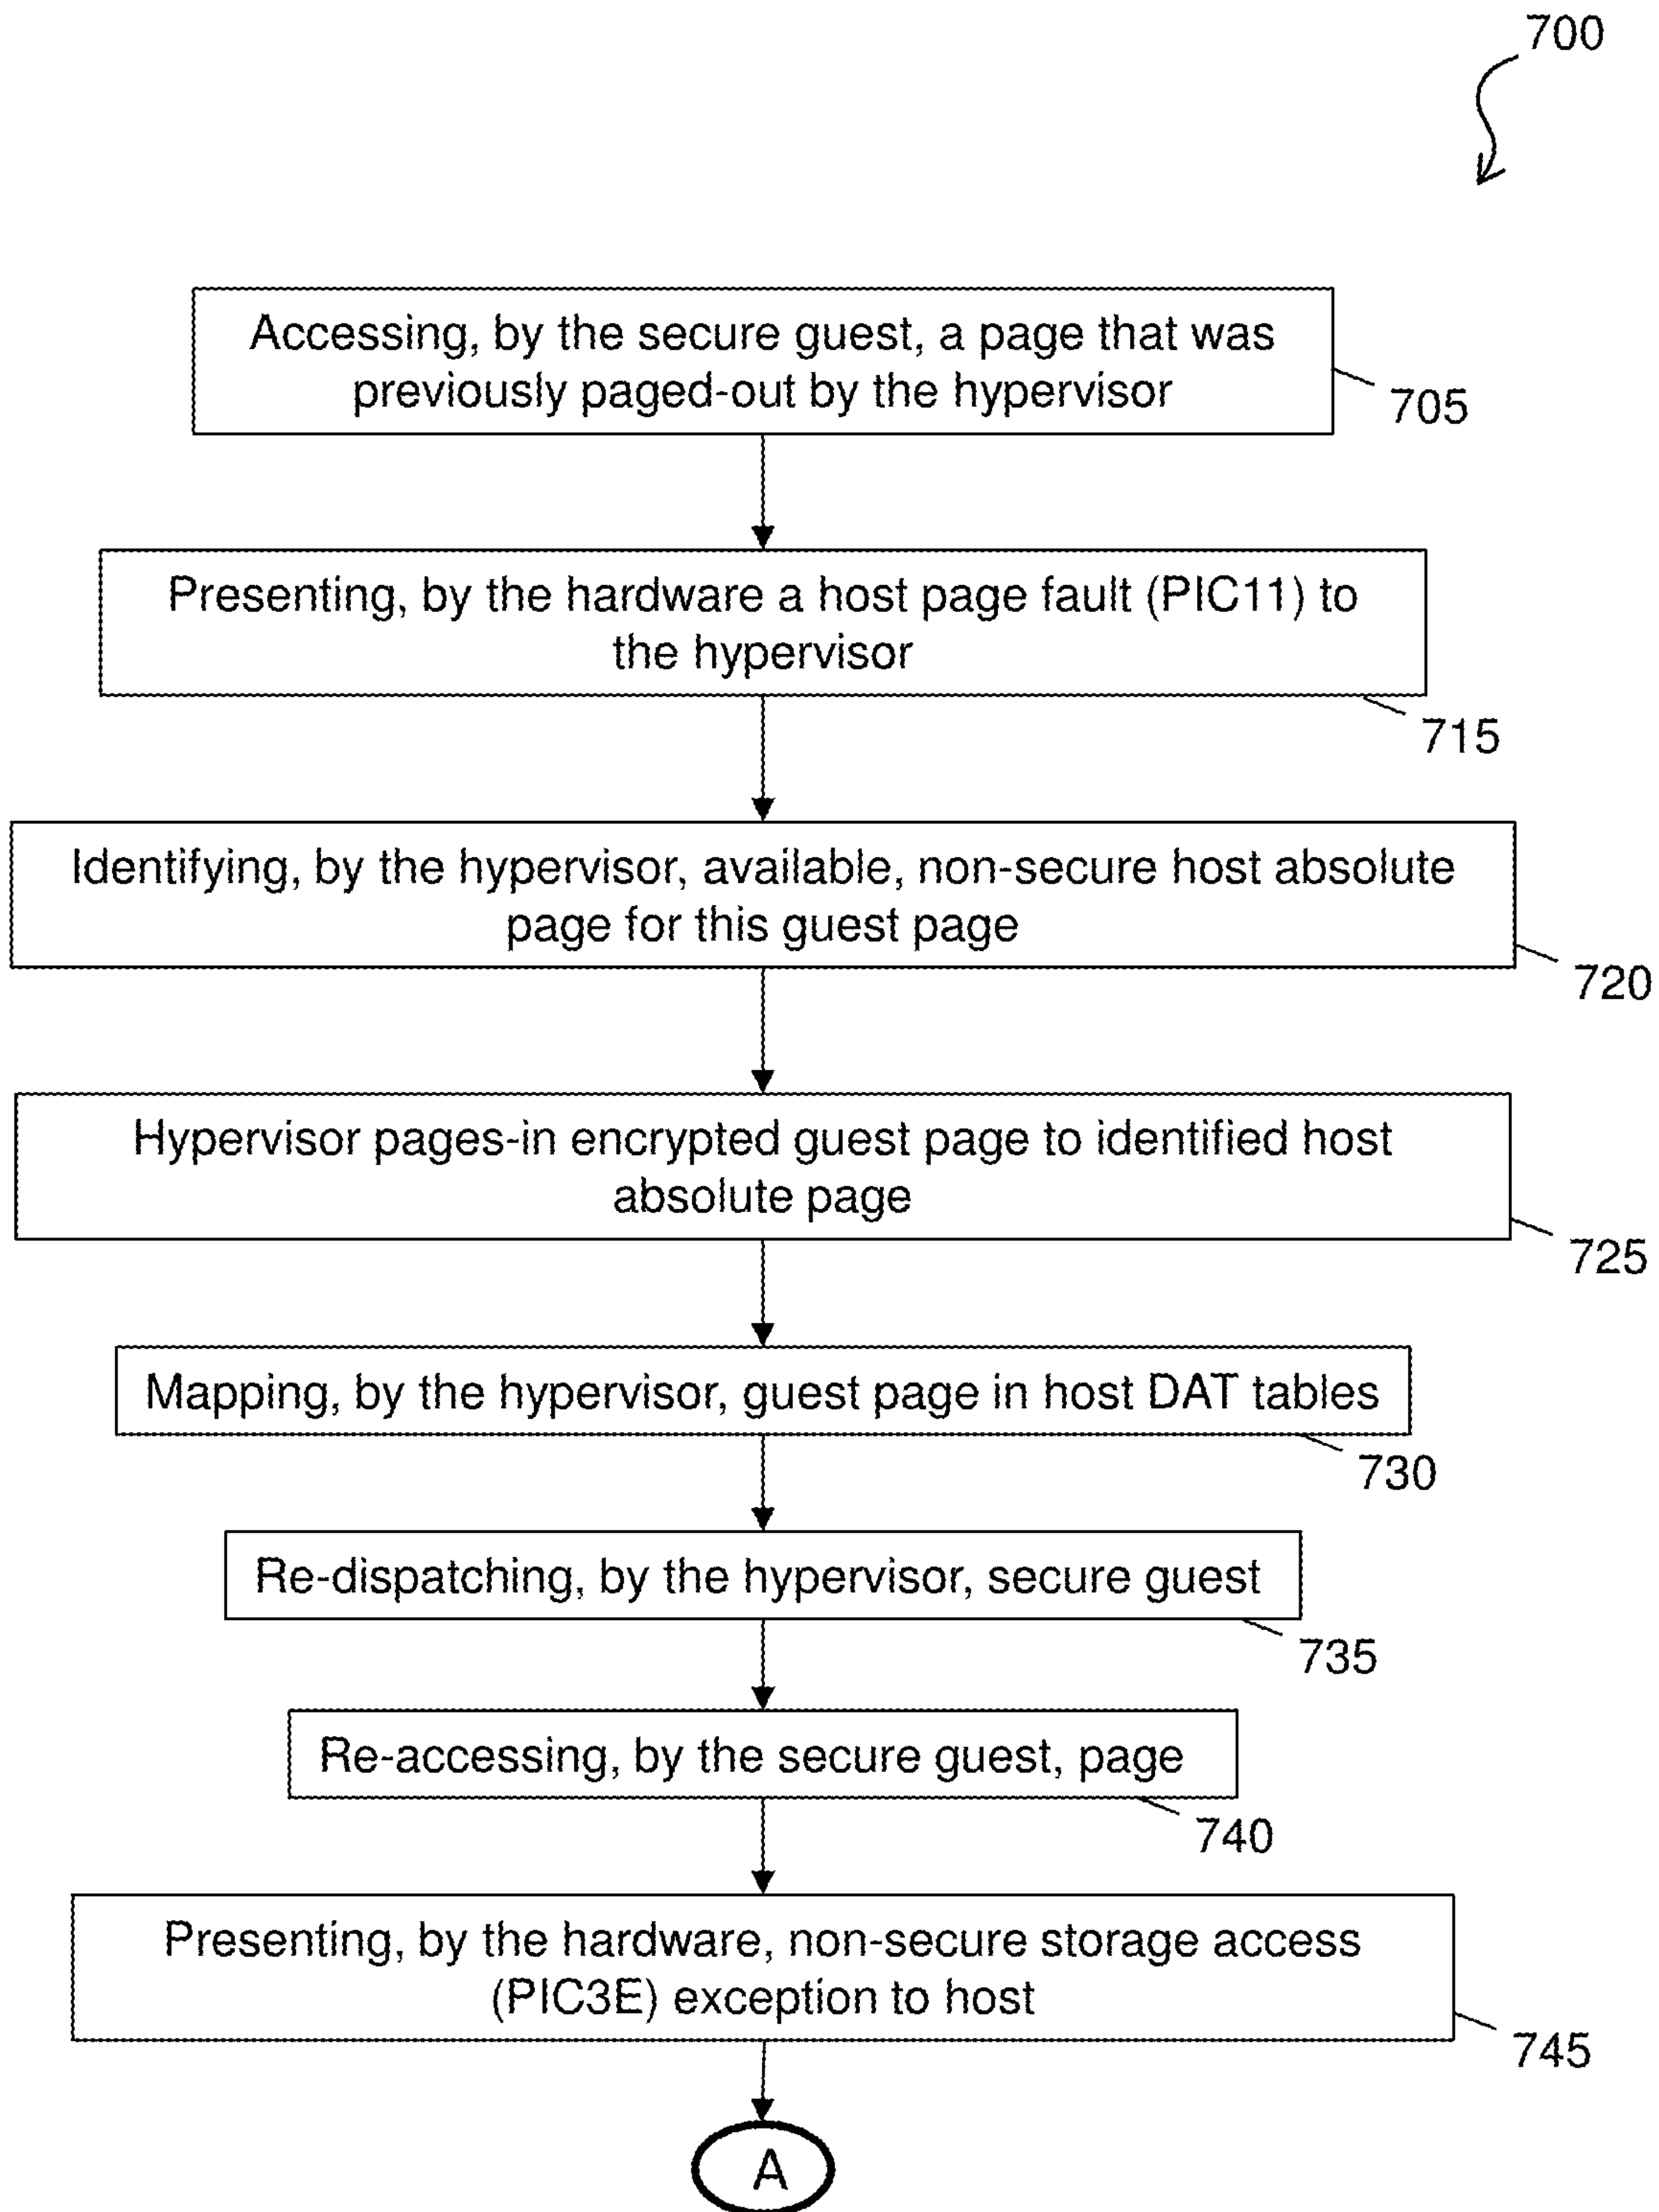 700
Accessing, by the secure guest, a page that was
previously paged-out by the hypervisor
705
Presenting, by the hardware a host page fault (PIC11) to
the hypervisor
715
Identifying, by the hypervisor, available, non-secure host absolute
page for this guest page
720
Hypervisor pages-in encrypted guest page to identified host
absolute page
725
Mapping, by the hypervisor, guest page in host DAT tables
730
Re-dispatching, by the hypervisor, secure guest
735
Re-accessing, by the secure guest, page
740
Presenting, by the hardware, non-secure storage access
(PIC3E) exception to host
745
A